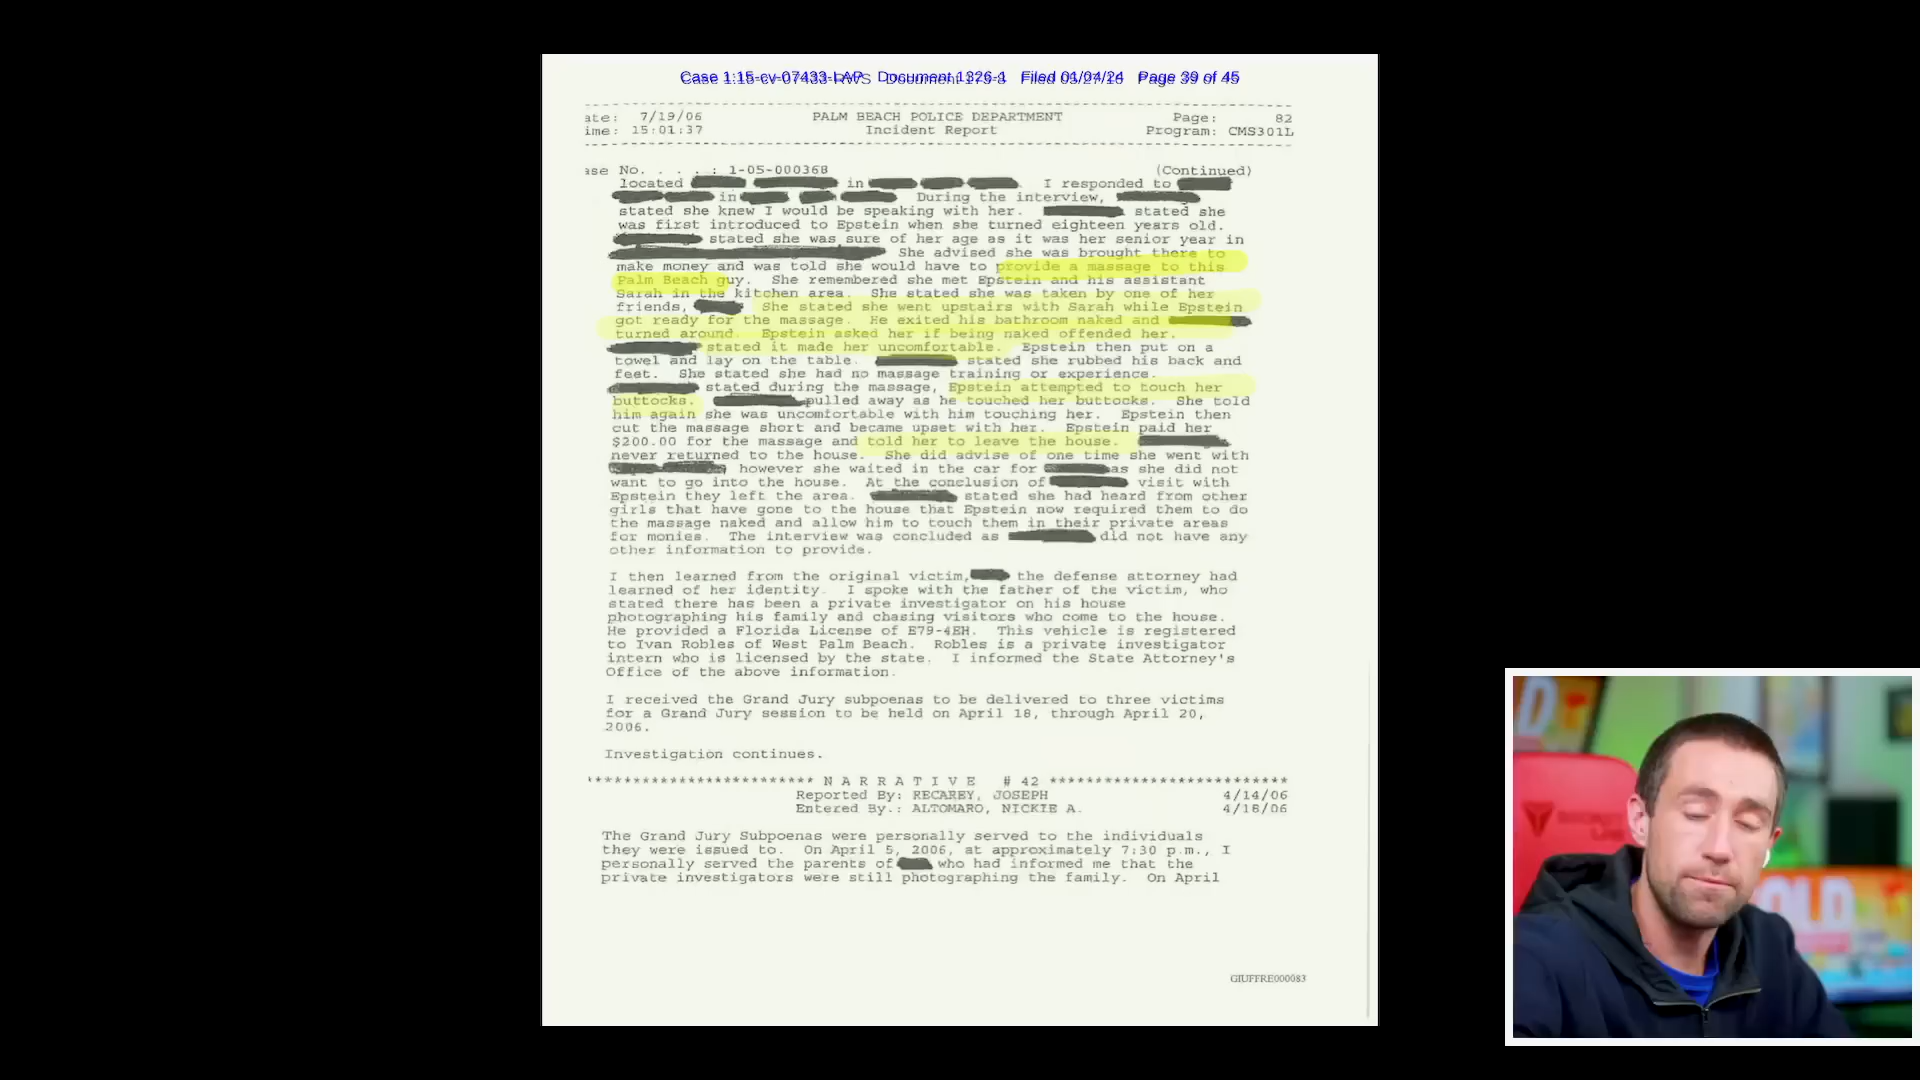 Case 1:15-cv-07433-LAP Document 1326-1 Filed 01/04/24 Page 39 of 45
ate: 7/19/06 PALM BEACH POLICE DEPARTMENT Page: 82
ime: 15:01:37 Incident Report Program: CMS301L
ase No. . . . : 1-05-000368 (Continued)
located in I responded to
in During the interview,
stated she knew I would be speaking with her. stated she
was first introduced to Epstein when she turned eighteen years old.
stated she was sure of her age as it was her senior year in
She advised she was brought there to
make money and was told she would have to provide a massage to this
Palm Beach guy. She remembered she met Epstein and his assistant
Sarah in the kitchen area. She stated she was taken by one of her
friends, She stated she went upstairs with Sarah while Epstein
got ready for the massage. He exited his bathroom naked and
turned around. Epstein asked her if being naked offended her.
stated it made her uncomfortable. Epstein then put on a
towel and lay on the table. stated she rubbed his back and
feet. She stated she had no massage training or experience.
stated during the massage, Epstein attempted to touch her
buttocks. pulled away as he touched her buttocks. She told
him again she was uncomfortable with him touching her. Epstein then
cut the massage short and became upset with her. Epstein paid her
$200.00 for the massage and told her to leave the house.
never returned to the house. She did advise of one time she went with
however she waited in the car for as she did not
want to go into the house. At the conclusion of visit with
Epstein they left the area. stated she had heard from other
girls that have gone to the house that Epstein now required them to do
the massage naked and allow him to touch them in their private areas
for monies. The interview was concluded as did not have any
other information to provide.
I then learned from the original victim, the defense attorney had
learned of her identity. I spoke with the father of the victim, who
stated there has been a private investigator on his house
photographing his family and chasing visitors who come to the house.
He provided a Florida License of E79-4EH. This vehicle is registered
to Ivan Robles of West Palm Beach. Robles is a private investigator
intern who is licensed by the state. I informed the State Attorney's
Office of the above information.
I received the Grand Jury subpoenas to be delivered to three victims
for a Grand Jury session to be held on April 18, through April 20,
2006.
Investigation continues.
************************* N A R R A T I V E # 42 **************************
Reported By: RECAREY, JOSEPH 4/14/06
Entered By.: ALTOMARO, NICKIE A. 4/18/06
The Grand Jury Subpoenas were personally served to the individuals
they were issued to. On April 5, 2006, at approximately 7:30 p.m., I
personally served the parents of who had informed me that the
private investigators were still photographing the family. On April
GIUFFRE000083